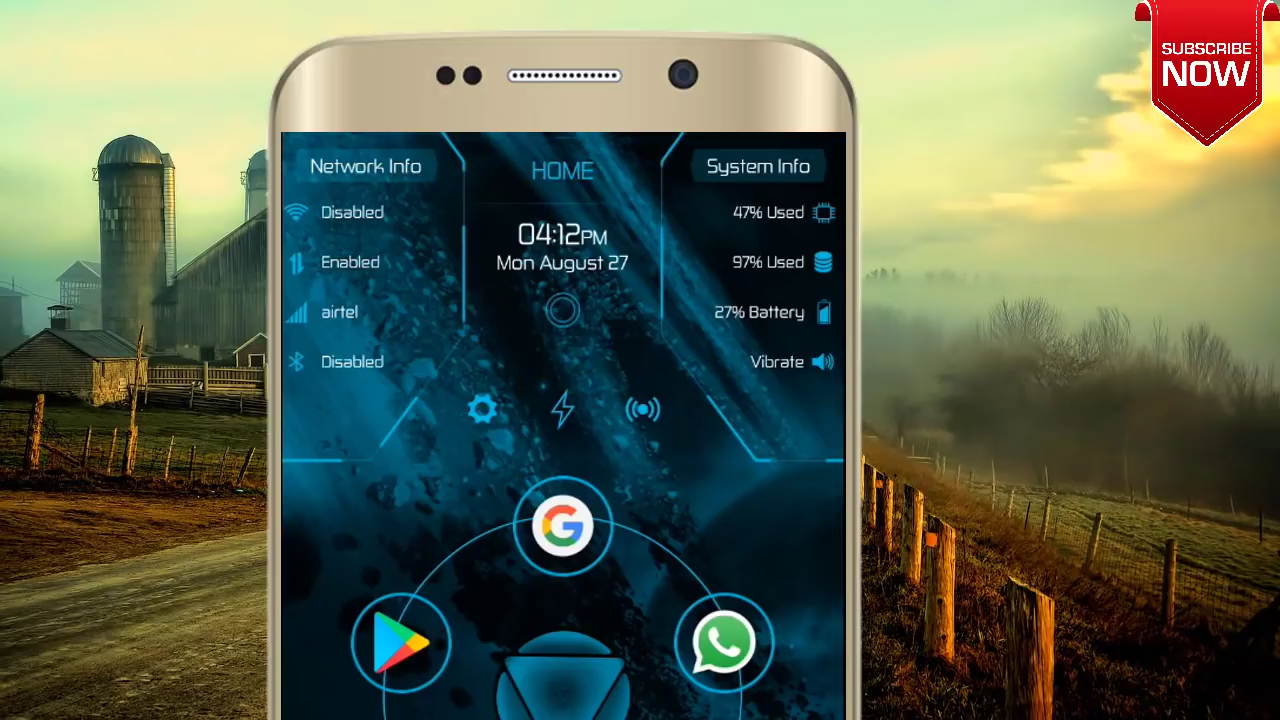 SUBSCRIBE
NOW
Network Info
HOME
System Info
Disabled
47% Used
04:12PM
Enabled
Mon August 27
97% Used
airtel
27% Battery
Disabled
Vibrate